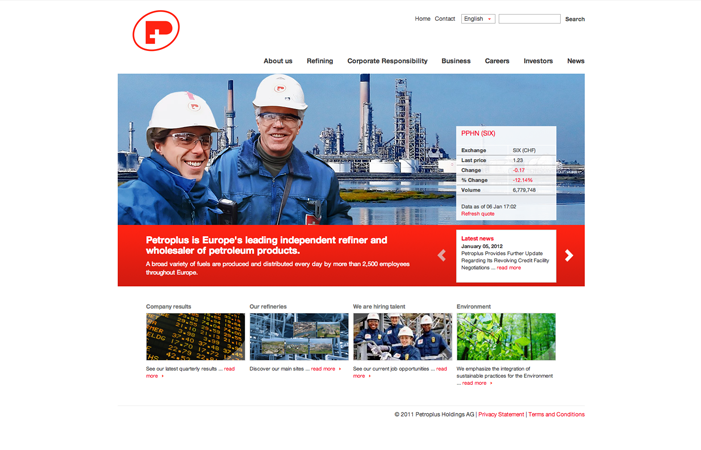 Home Contact English Search
About us Refining Corporate Responsibility Business Careers Investors News
PPHN (SIX)
Exchange SIX (CHF)
Last price 1.23
Change -0.17
% Change -12.14%
Volume 6,779,748
Data as of 06 Jan 17:02
Refresh quote
Petroplus is Europe's leading independent refiner and
wholesaler of petroleum products.
A broad variety of fuels are produced and distributed every day by more than 2,500 employees
throughout Europe.
Latest news
January 05, 2012
Petroplus Provides Further Update
Regarding Its Revolving Credit Facility
Negotiations ... read more
Company results
See our latest quarterly results ... read
more
Our refineries
Discover our main sites ... read more
We are hiring talent
See our current job opportunities ... read
more
Environment
We emphasize the integration of
sustainable practices for the Environment
... read more
© 2011 Petroplus Holdings AG | Privacy Statement | Terms and Conditions